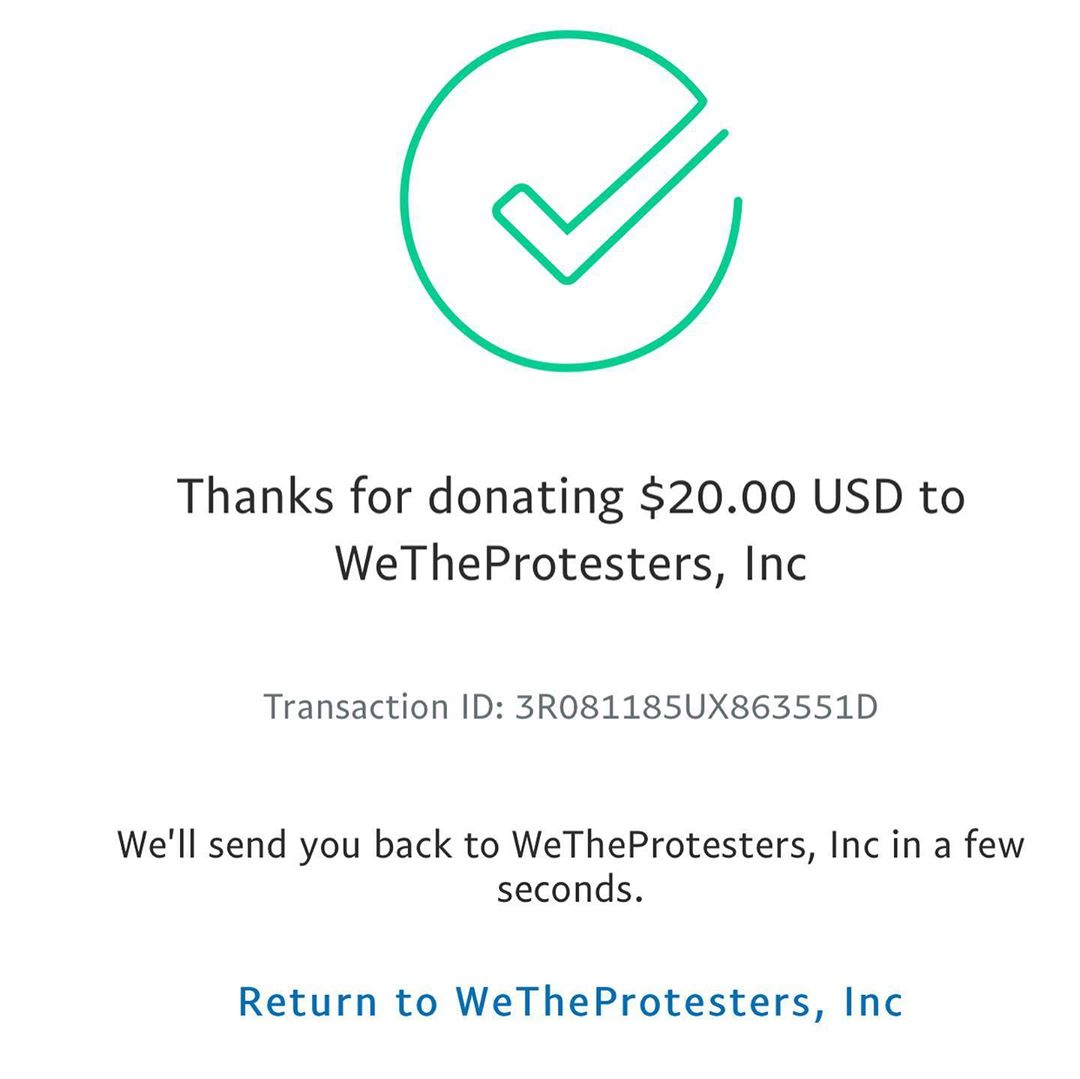 Thanks for donating $20.00 USD to
WeTheProtesters, Inc
Transaction ID: 3R081185UX863551D
We'll send you back to WeTheProtesters, Inc in a few
seconds.
Return to WeTheProtesters, Inc